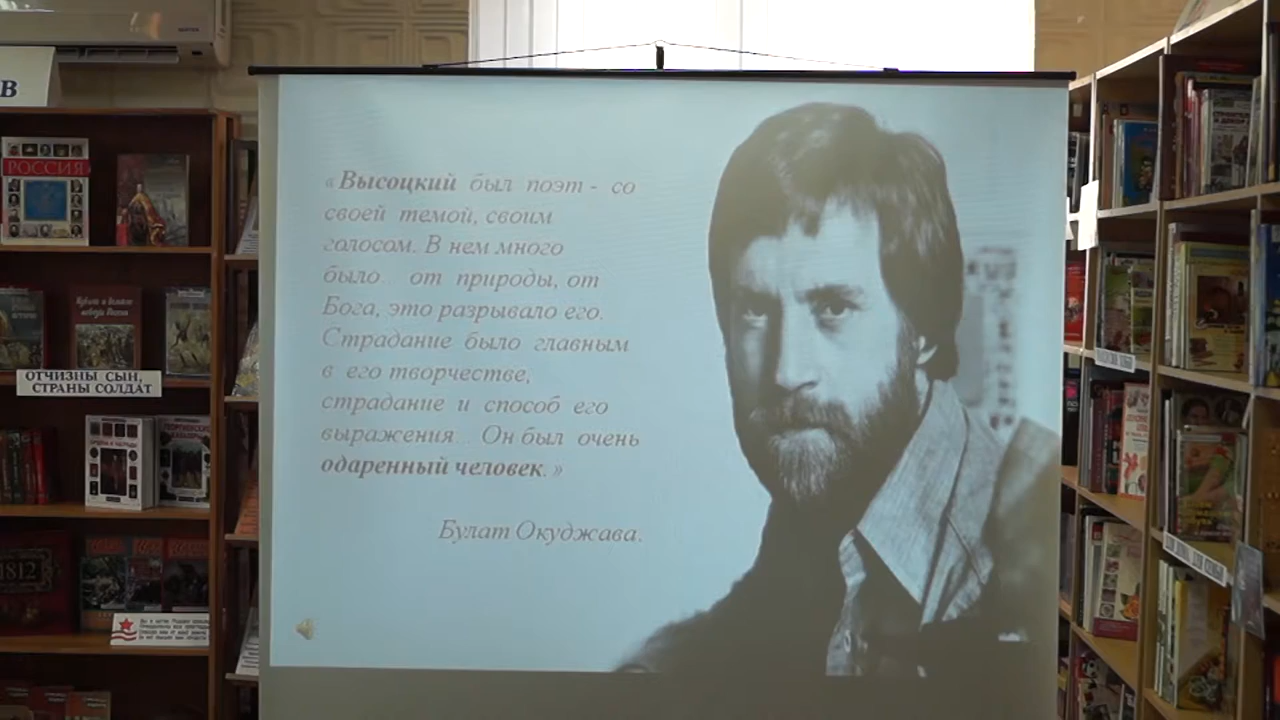 В
РОССИЯ
ОТЧИЗНЫ СЫН,
СТРАНЫ СОЛДАТ
1812
«Высоцкий был поэт - со
своей темой, своим
голосом. В нем много
было… от природы, от
Бога, это разрывало его.
Страдание было главным
в его творчестве,
страдание и способ его
выражения… Он был очень
одаренный человек.»
Булат Окуджава.